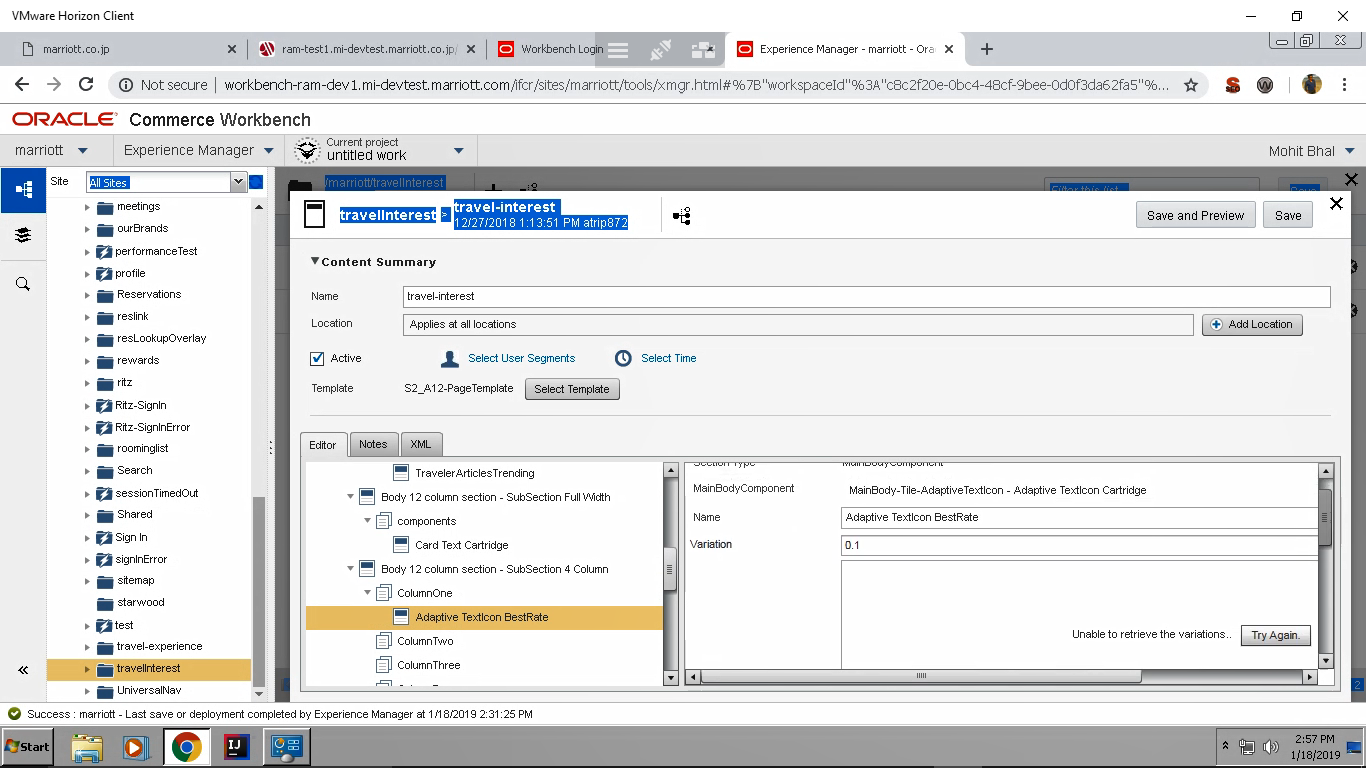 VMware Horizon Client
marriott.co.jp
ram-test1.mi-devtest.marriott.co.jp/
Workbench Login
Experience Manager - marriott - Ora
Not secure
workbench-ram-dev1.mi-devtest.marriott.com/ifcr/sites/marriott/tools/xmgr.html#%7B"workspaceId"%3A"c8c2f20e-0bc4-48cf-9bee-0d0f3da62fa5"%...
ORACLE Commerce Workbench
marriott
Experience Manager
Current project
untitled work
Mohit Bhal
Site
All Sites
/marriott/travelInterest
Filter this list...
Save
meetings
ourBrands
performanceTest
profile
Reservations
reslink
resLookupOverlay
rewards
ritz
Ritz-SignIn
Ritz-SignInError
roominglist
Search
sessionTimedOut
Shared
Sign In
signInError
sitemap
starwood
test
travel-experience
travelInterest
UniversalNav
travelInterest > travel-interest
12/27/2018 1:13:51 PM atrip872
Save and Preview
Save
Content Summary
Name
travel-interest
Location
Applies at all locations
Add Location
Active
Select User Segments
Select Time
Template
S2_A12-PageTemplate
Select Template
Editor
Notes
XML
TravelerArticlesTrending
Body 12 column section - SubSection Full Width
components
Card Text Cartridge
Body 12 column section - SubSection 4 Column
ColumnOne
Adaptive TextIcon BestRate
ColumnTwo
ColumnThree
Section Type
MainBodyComponent
MainBodyComponent
MainBody-Tile-AdaptiveTextIcon - Adaptive TextIcon Cartridge
Name
Adaptive TextIcon BestRate
Variation
0.1
Unable to retrieve the variations..
Try Again.
2
Success : marriott - Last save or deployment completed by Experience Manager at 1/18/2019 2:31:25 PM
Start
2:57 PM
1/18/2019